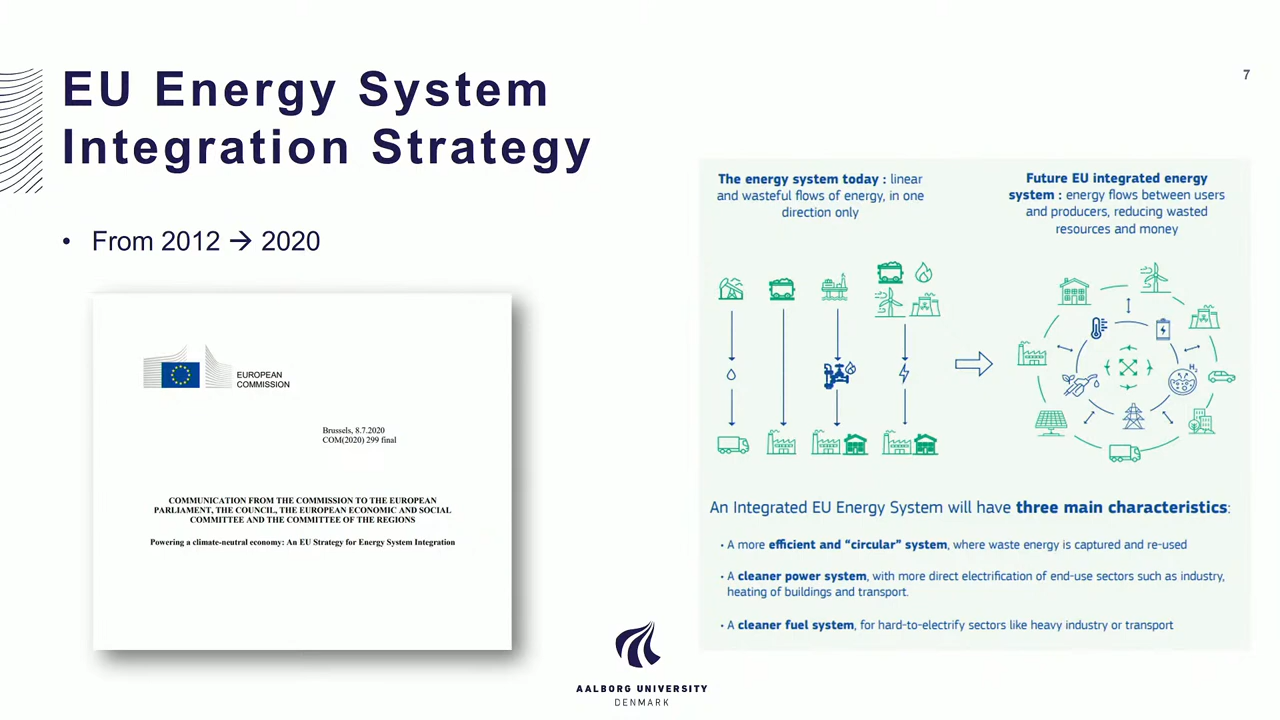 EU Energy System
Integration Strategy
7
• From 2012 → 2020
EUROPEAN
COMMISSION
Brussels, 8.7.2020
COM(2020) 299 final
COMMUNICATION FROM THE COMMISSION TO THE EUROPEAN
PARLIAMENT, THE COUNCIL, THE EUROPEAN ECONOMIC AND SOCIAL
COMMITTEE AND THE COMMITTEE OF THE REGIONS
Powering a climate-neutral economy: An EU Strategy for Energy System Integration
The energy system today : linear
and wasteful flows of energy, in one
direction only
Future EU integrated energy
system : energy flows between users
and producers, reducing wasted
resources and money
H2
An Integrated EU Energy System will have three main characteristics:
• A more efficient and “circular” system, where waste energy is captured and re-used
• A cleaner power system, with more direct electrification of end-use sectors such as industry,
heating of buildings and transport.
• A cleaner fuel system, for hard-to-electrify sectors like heavy industry or transport
AALBORG UNIVERSITY
DENMARK